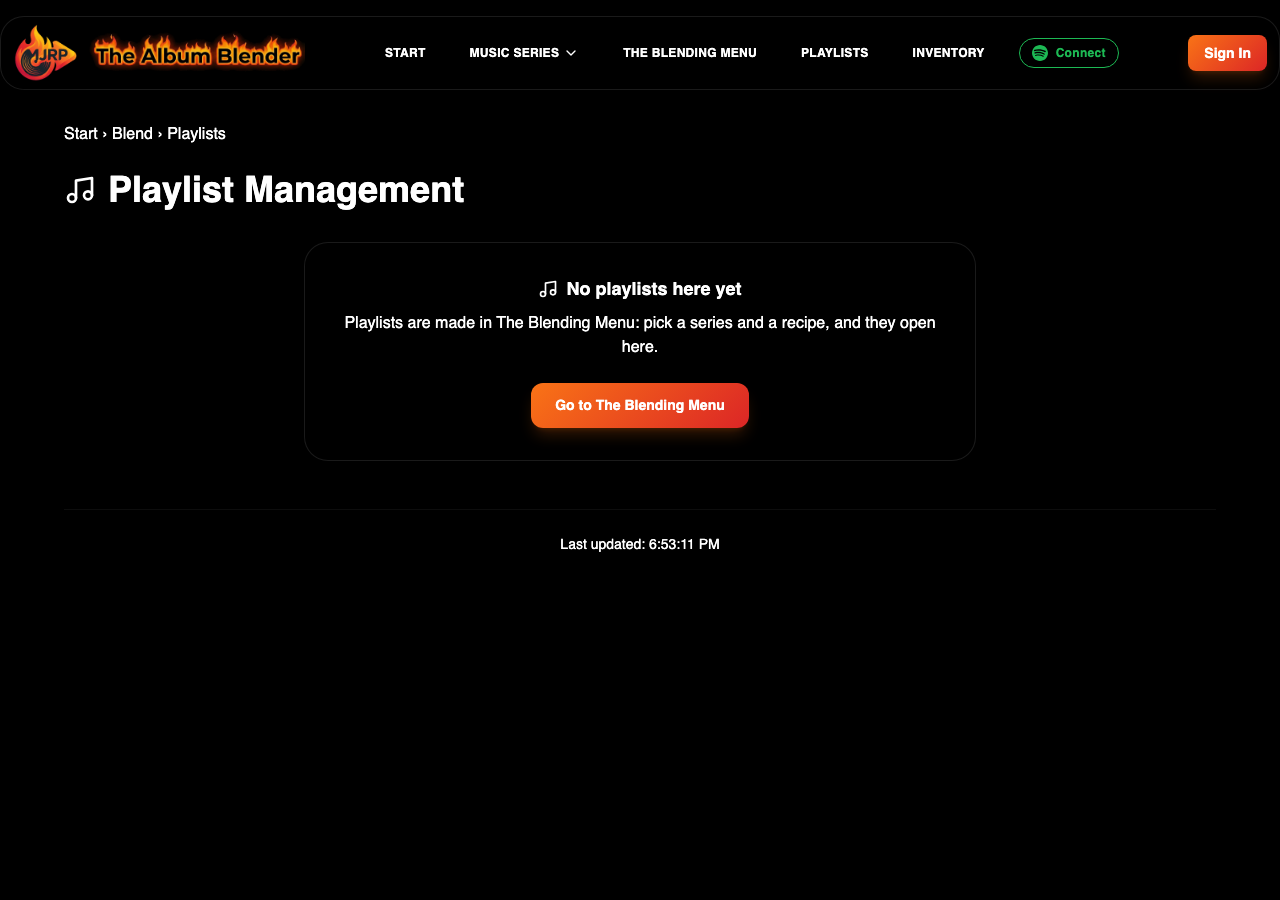 MJRP The Album Blender START MUSIC SERIES THE BLENDING MENU PLAYLISTS INVENTORY Connect Sign In
Start › Blend › Playlists
Playlist Management
No playlists here yet
Playlists are made in The Blending Menu: pick a series and a recipe, and they open
here.
Go to The Blending Menu
Last updated: 6:53:11 PM